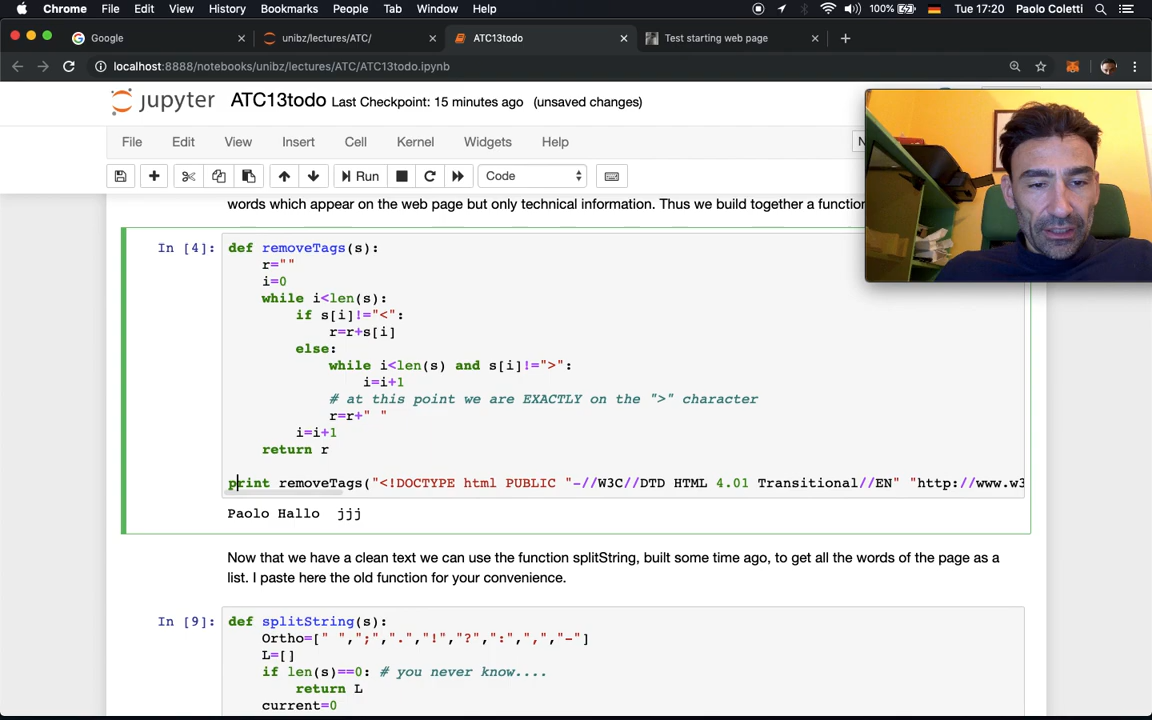 Chrome File Edit View History Bookmarks People Tab Window Help 100% Tue 17:20 Paolo Coletti
Google unibz/lectures/ATC/ ATC13todo Test starting web page
localhost:8888/notebooks/unibz/lectures/ATC/ATC13todo.ipynb
jupyter ATC13todo Last Checkpoint: 15 minutes ago (unsaved changes)
File Edit View Insert Cell Kernel Widgets Help
Run Code
words which appear on the web page but only technical information. Thus we build together a function
In [4]: def removeTags(s):
r=""
i=0
while i<len(s):
if s[i]!="<":
r=r+s[i]
else:
while i<len(s) and s[i]!=">":
i=i+1
# at this point we are EXACTLY on the ">" character
r=r+" "
i=i+1
return r
print removeTags("<!DOCTYPE html PUBLIC "-//W3C//DTD HTML 4.01 Transitional//EN" "http://www.w3
Paolo Hallo jjj
Now that we have a clean text we can use the function splitString, built some time ago, to get all the words of the page as a
list. I paste here the old function for your convenience.
In [9]: def splitString(s):
Ortho=[" ",";",".","!","?",":",",","-"]
L=[]
if len(s)==0: # you never know....
return L
current=0